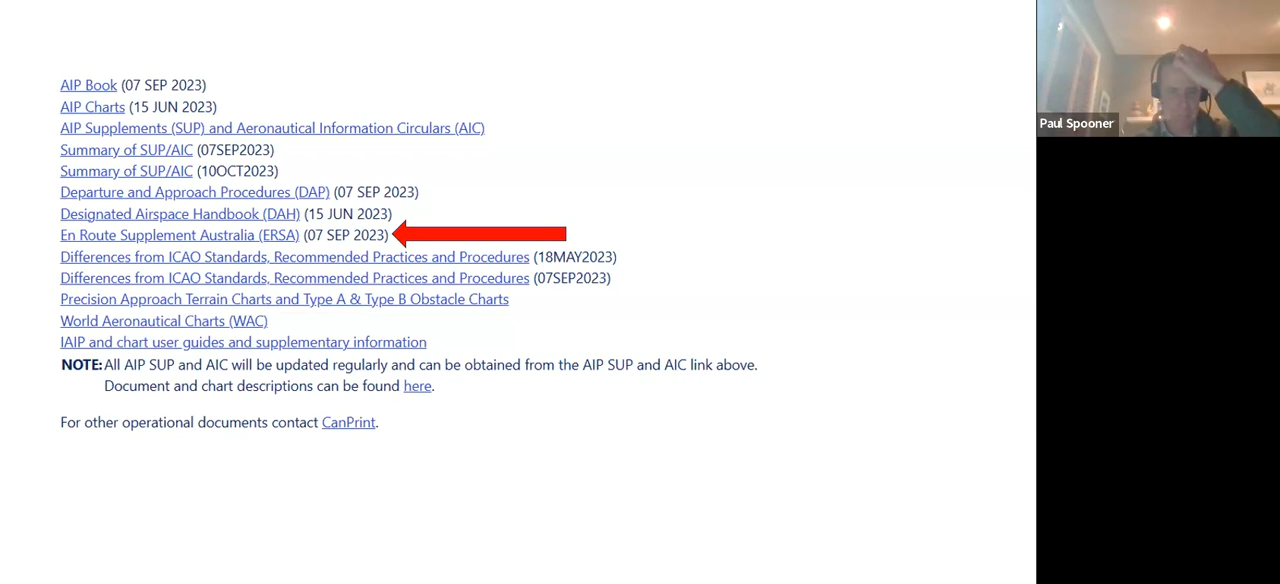 AIP Book (07 SEP 2023)
AIP Charts (15 JUN 2023)
AIP Supplements (SUP) and Aeronautical Information Circulars (AIC)
Summary of SUP/AIC (07SEP2023)
Summary of SUP/AIC (10OCT2023)
Departure and Approach Procedures (DAP) (07 SEP 2023)
Designated Airspace Handbook (DAH) (15 JUN 2023)
En Route Supplement Australia (ERSA) (07 SEP 2023)
Differences from ICAO Standards, Recommended Practices and Procedures (18MAY2023)
Differences from ICAO Standards, Recommended Practices and Procedures (07SEP2023)
Precision Approach Terrain Charts and Type A & Type B Obstacle Charts
World Aeronautical Charts (WAC)
IAIP and chart user guides and supplementary information
NOTE: All AIP SUP and AIC will be updated regularly and can be obtained from the AIP SUP and AIC link above.
Document and chart descriptions can be found here.
For other operational documents contact CanPrint.
Paul Spooner